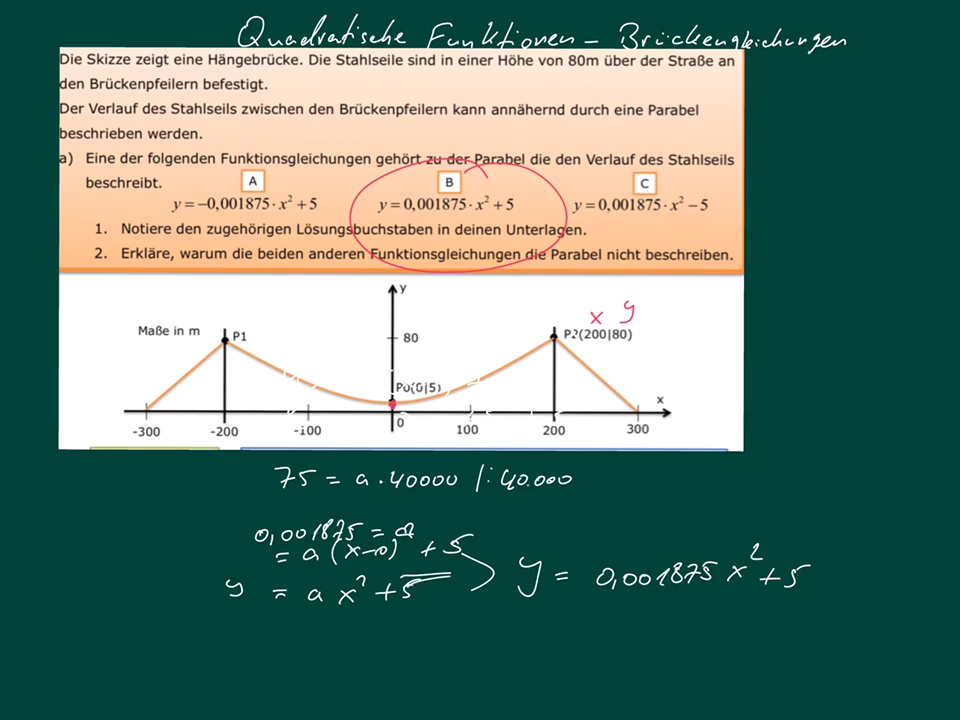 Quadratische Funktionen - Brückengleichungen
Die Skizze zeigt eine Hängebrücke. Die Stahlseile sind in einer Höhe von 80m über der Straße an
den Brückenpfeilern befestigt.
Der Verlauf des Stahlseils zwischen den Brückenpfeilern kann annähernd durch eine Parabel
beschrieben werden.
a) Eine der folgenden Funktionsgleichungen gehört zu der Parabel die den Verlauf des Stahlseils
beschreibt.
A B C
y = -0,001875 · x² + 5 y = 0,001875 · x² + 5 y = 0,001875 · x² - 5
1. Notiere den zugehörigen Lösungsbuchstaben in deinen Unterlagen.
2. Erkläre, warum die beiden anderen Funktionsgleichungen die Parabel nicht beschreiben.
y
x y
Maße in m P1 80 P2(200|80)
P0(0|5)
x
-300 -200 -100 0 100 200 300
75 = a · 40000 | : 40.000
0,001875 = a
= a (x-0)² + 5
y = a x² + 5
y = 0,001875 x² + 5